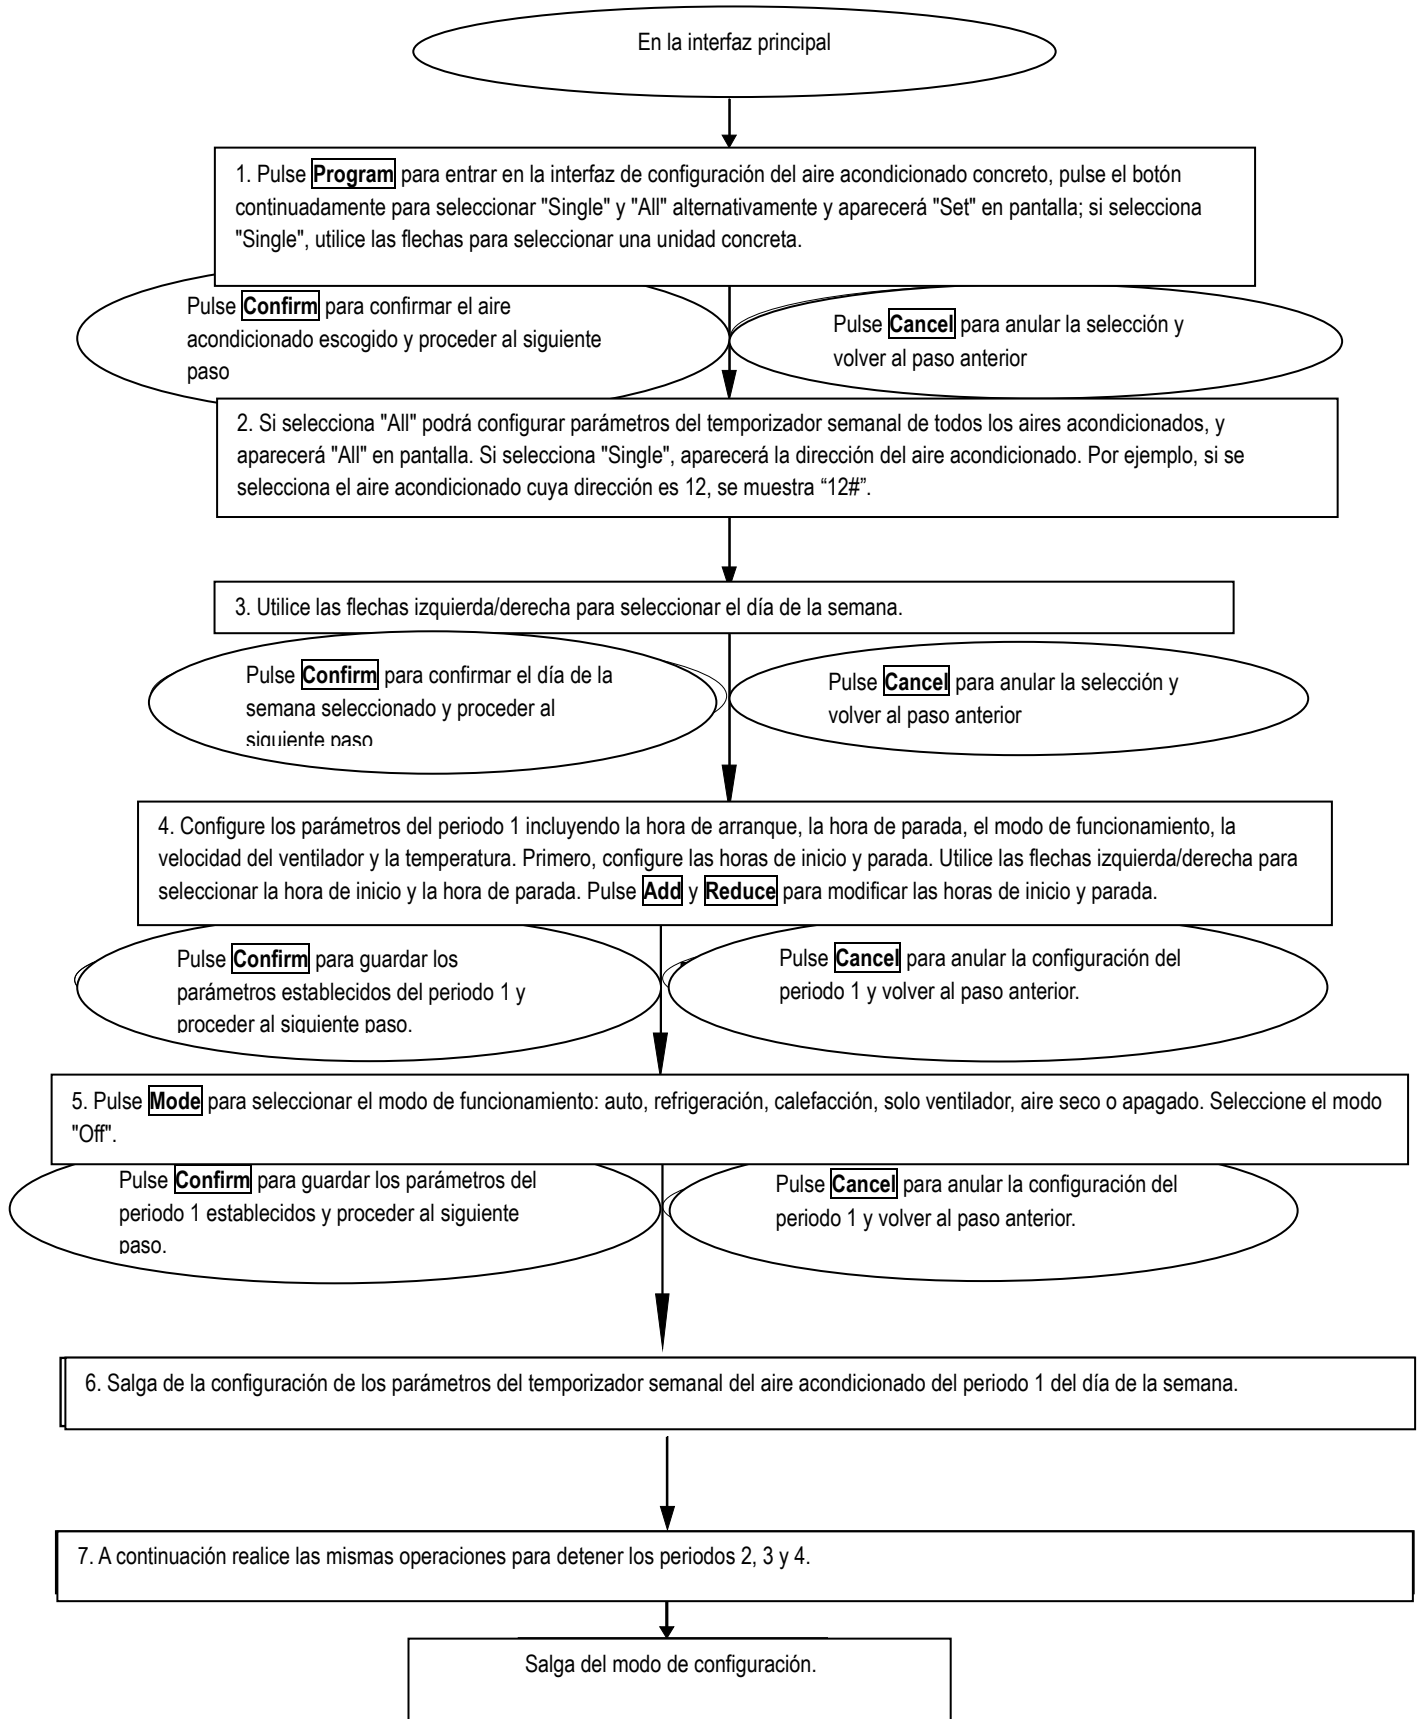 En la interfaz principal
1. Pulse Program para entrar en la interfaz de configuración del aire acondicionado concreto, pulse el botón
continuadamente para seleccionar "Single" y "All" alternativamente y aparecerá "Set" en pantalla; si selecciona
"Single", utilice las flechas para seleccionar una unidad concreta.
Pulse Confirm para confirmar el aire
acondicionado escogido y proceder al siguiente
paso
Pulse Cancel para anular la selección y
volver al paso anterior
2. Si selecciona "All" podrá configurar parámetros del temporizador semanal de todos los aires acondicionados, y
aparecerá "All" en pantalla. Si selecciona "Single", aparecerá la dirección del aire acondicionado. Por ejemplo, si se
selecciona el aire acondicionado cuya dirección es 12, se muestra “12#”.
3. Utilice las flechas izquierda/derecha para seleccionar el día de la semana.
Pulse Confirm para confirmar el día de la
semana seleccionado y proceder al
siguiente paso
Pulse Cancel para anular la selección y
volver al paso anterior
4. Configure los parámetros del periodo 1 incluyendo la hora de arranque, la hora de parada, el modo de funcionamiento, la
velocidad del ventilador y la temperatura. Primero, configure las horas de inicio y parada. Utilice las flechas izquierda/derecha para
seleccionar la hora de inicio y la hora de parada. Pulse Add y Reduce para modificar las horas de inicio y parada.
Pulse Confirm para guardar los
parámetros establecidos del periodo 1 y
proceder al siguiente paso.
Pulse Cancel para anular la configuración del
periodo 1 y volver al paso anterior.
5. Pulse Mode para seleccionar el modo de funcionamiento: auto, refrigeración, calefacción, solo ventilador, aire seco o apagado. Seleccione el modo
"Off".
Pulse Confirm para guardar los parámetros del
periodo 1 establecidos y proceder al siguiente
paso.
Pulse Cancel para anular la configuración del
periodo 1 y volver al paso anterior.
6. Salga de la configuración de los parámetros del temporizador semanal del aire acondicionado del periodo 1 del día de la semana.
7. A continuación realice las mismas operaciones para detener los periodos 2, 3 y 4.
Salga del modo de configuración.